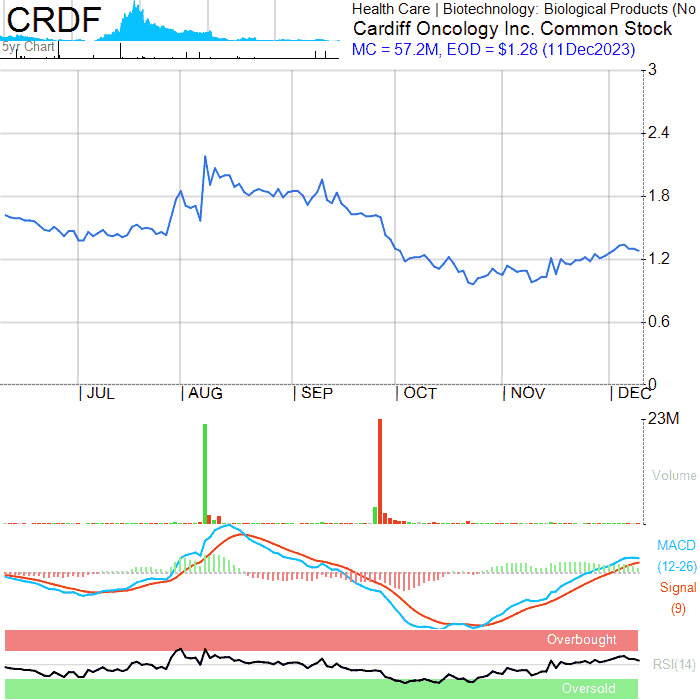 CRDF
5yr Chart
Health Care | Biotechnology: Biological Products (No
Cardiff Oncology Inc. Common Stock
MC = 57.2M, EOD = $1.28 (11Dec2023)
3
2.4
1.8
1.2
0.6
0
| JUL | AUG | SEP | OCT | NOV | DEC
23M
Volume
MACD
(12-26)
Signal
(9)
Overbought
RSI(14)
Oversold